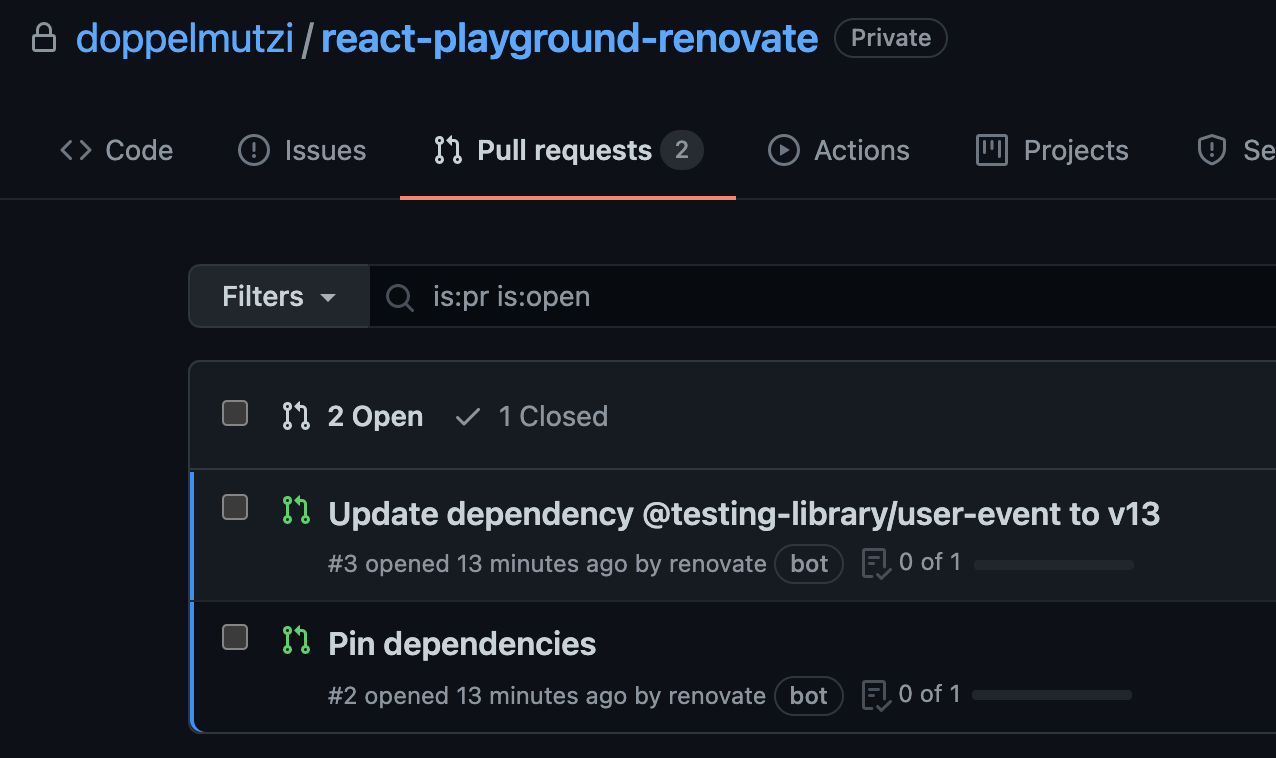 doppelmutzi / react-playground-renovate Private
Code Issues Pull requests 2 Actions Projects Se
Filters is:pr is:open
2 Open 1 Closed
Update dependency @testing-library/user-event to v13
#3 opened 13 minutes ago by renovate bot 0 of 1
Pin dependencies
#2 opened 13 minutes ago by renovate bot 0 of 1